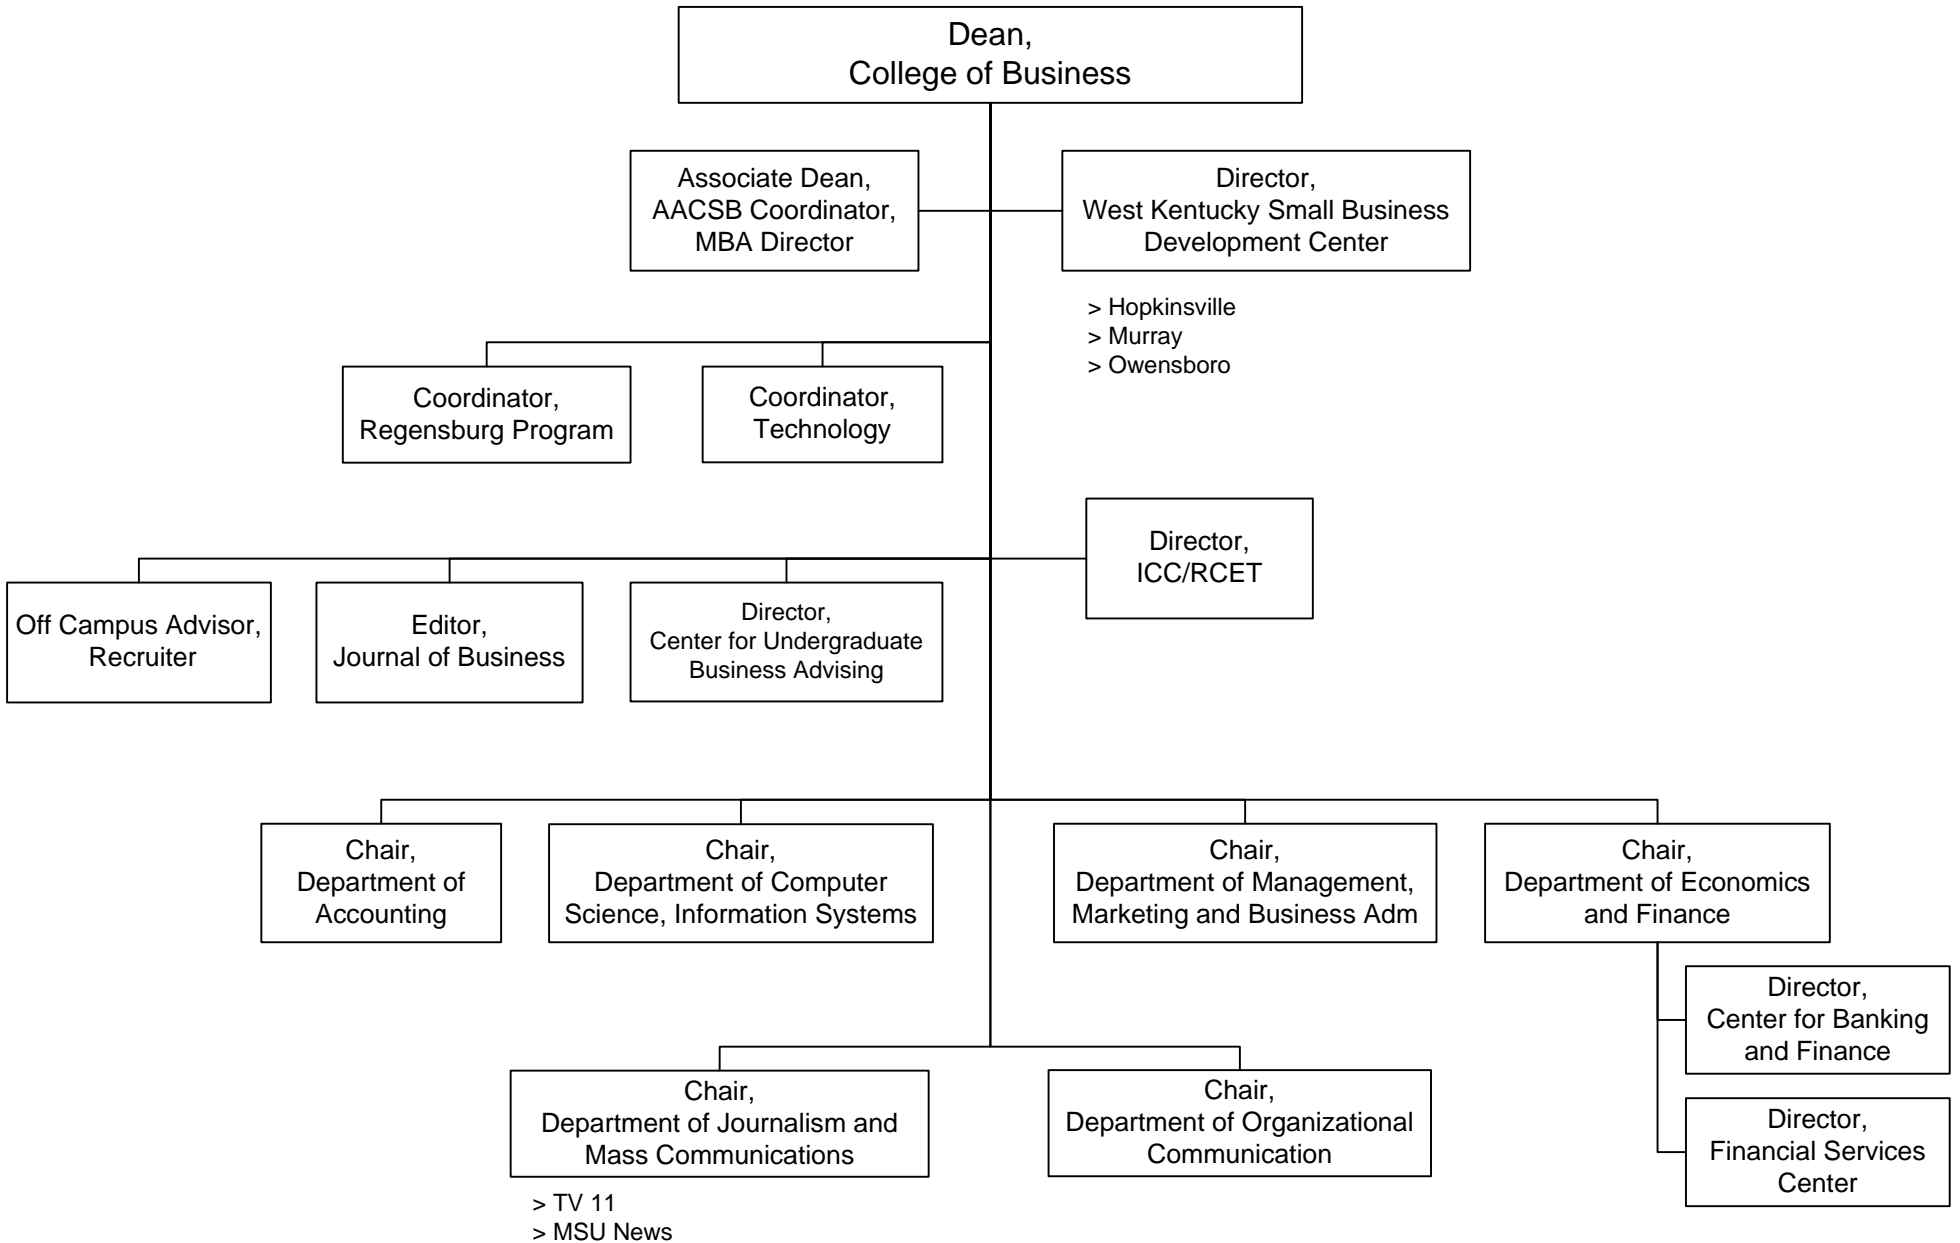 Dean,
College of Business
Associate Dean,
AACSB Coordinator,
MBA Director
Director,
West Kentucky Small Business
Development Center
> Hopkinsville
> Murray
> Owensboro
Coordinator,
Regensburg Program
Coordinator,
Technology
Director,
ICC/RCET
Off Campus Advisor,
Recruiter
Editor,
Journal of Business
Director,
Center for Undergraduate
Business Advising
Chair,
Department of
Accounting
Chair,
Department of Computer
Science, Information Systems
Chair,
Department of Management,
Marketing and Business Adm
Chair,
Department of Economics
and Finance
Director,
Center for Banking
and Finance
Director,
Financial Services
Center
Chair,
Department of Journalism and
Mass Communications
> TV 11
> MSU News
Chair,
Department of Organizational
Communication